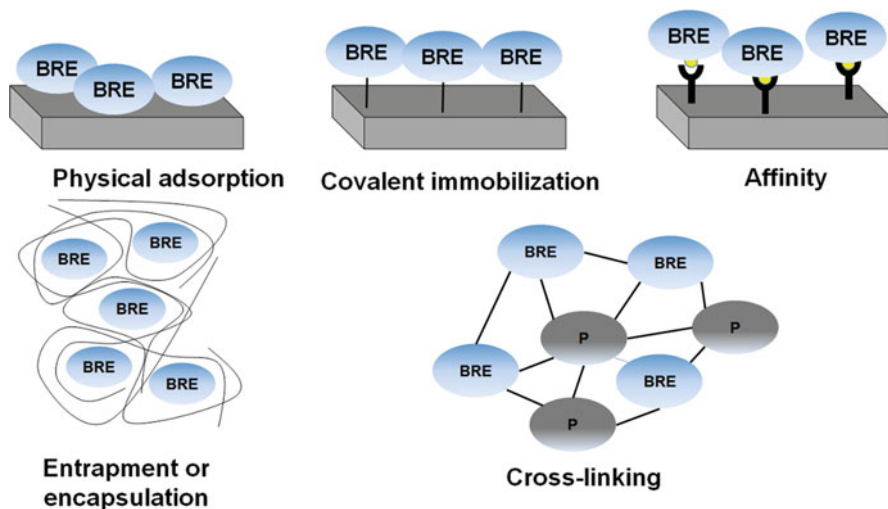 BRE BRE BRE
Physical adsorption
BRE BRE BRE
Covalent immobilization
BRE BRE BRE
Affinity
BRE
BRE
BRE
BRE
BRE
Entrapment or
encapsulation
BRE
BRE
P
P
BRE
BRE
P
Cross-linking